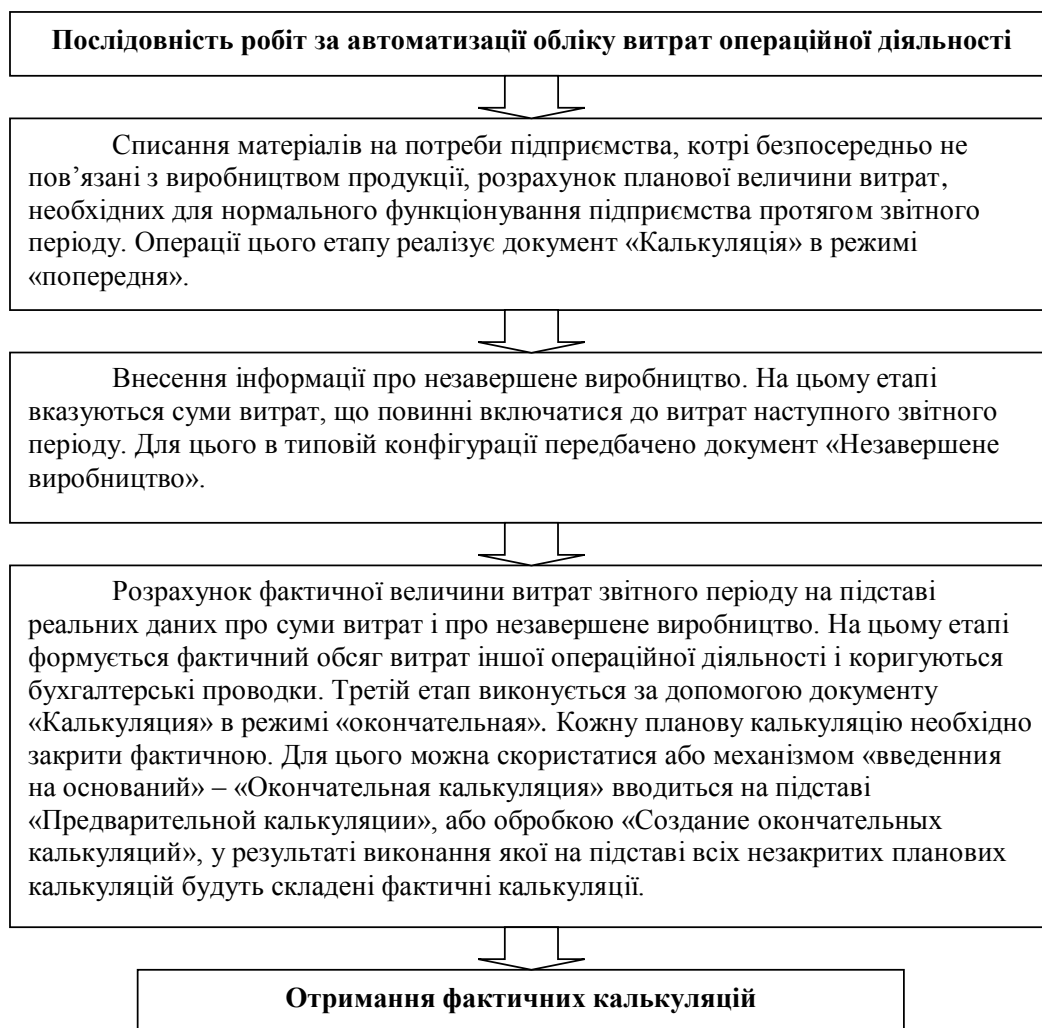 Послідовність робіт за автоматизації обліку витрат операційної діяльності
Списання матеріалів на потреби підприємства, котрі безпосередньо не
пов’язані з виробництвом продукції, розрахунок планової величини витрат,
необхідних для нормального функціонування підприємства протягом звітного
періоду. Операції цього етапу реалізує документ «Калькуляція» в режимі
«попередня».
Внесення інформації про незавершене виробництво. На цьому етапі
вказуються суми витрат, що повинні включатися до витрат наступного звітного
періоду. Для цього в типовій конфігурації передбачено документ «Незавершене
виробництво».
Розрахунок фактичної величини витрат звітного періоду на підставі
реальних даних про суми витрат і про незавершене виробництво. На цьому етапі
формується фактичний обсяг витрат іншої операційної діяльності і коригуються
бухгалтерські проводки. Третій етап виконується за допомогою документу
«Калькуляция» в режимі «окончательная». Кожну планову калькуляцію необхідно
закрити фактичною. Для цього можна скористатися або механізмом «введенния
на оснований» – «Окончательная калькуляция» вводиться на підставі
«Предварительной калькуляции», або обробкою «Создание окончательных
калькуляций», у результаті виконання якої на підставі всіх незакритих планових
калькуляцій будуть складені фактичні калькуляції.
Отримання фактичних калькуляцій